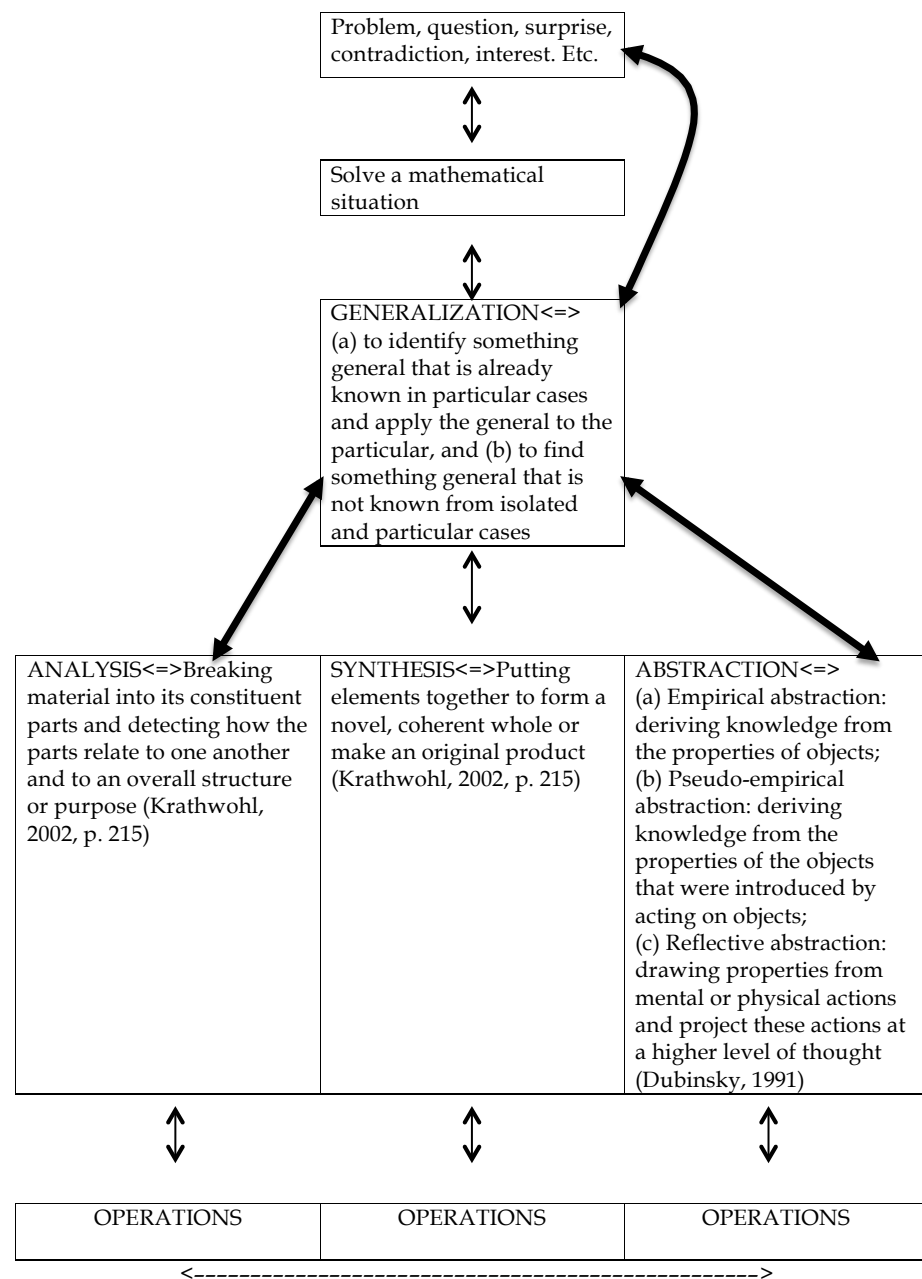 Problem, question, surprise,
contradiction, interest. Etc.
Solve a mathematical
situation
GENERALIZATION<=>
(a) to identify something
general that is already
known in particular cases
and apply the general to the
particular, and (b) to find
something general that is
not known from isolated
and particular cases
ANALYSIS<=>Breaking
material into its constituent
parts and detecting how the
parts relate to one another
and to an overall structure
or purpose (Krathwohl,
2002, p. 215)
SYNTHESIS<=>Putting
elements together to form a
novel, coherent whole or
make an original product
(Krathwohl, 2002, p. 215)
ABSTRACTION<=>
(a) Empirical abstraction:
deriving knowledge from
the properties of objects;
(b) Pseudo-empirical
abstraction: deriving
knowledge from the
properties of the objects
that were introduced by
acting on objects;
(c) Reflective abstraction:
drawing properties from
mental or physical actions
and project these actions at
a higher level of thought
(Dubinsky, 1991)
OPERATIONS
OPERATIONS
OPERATIONS